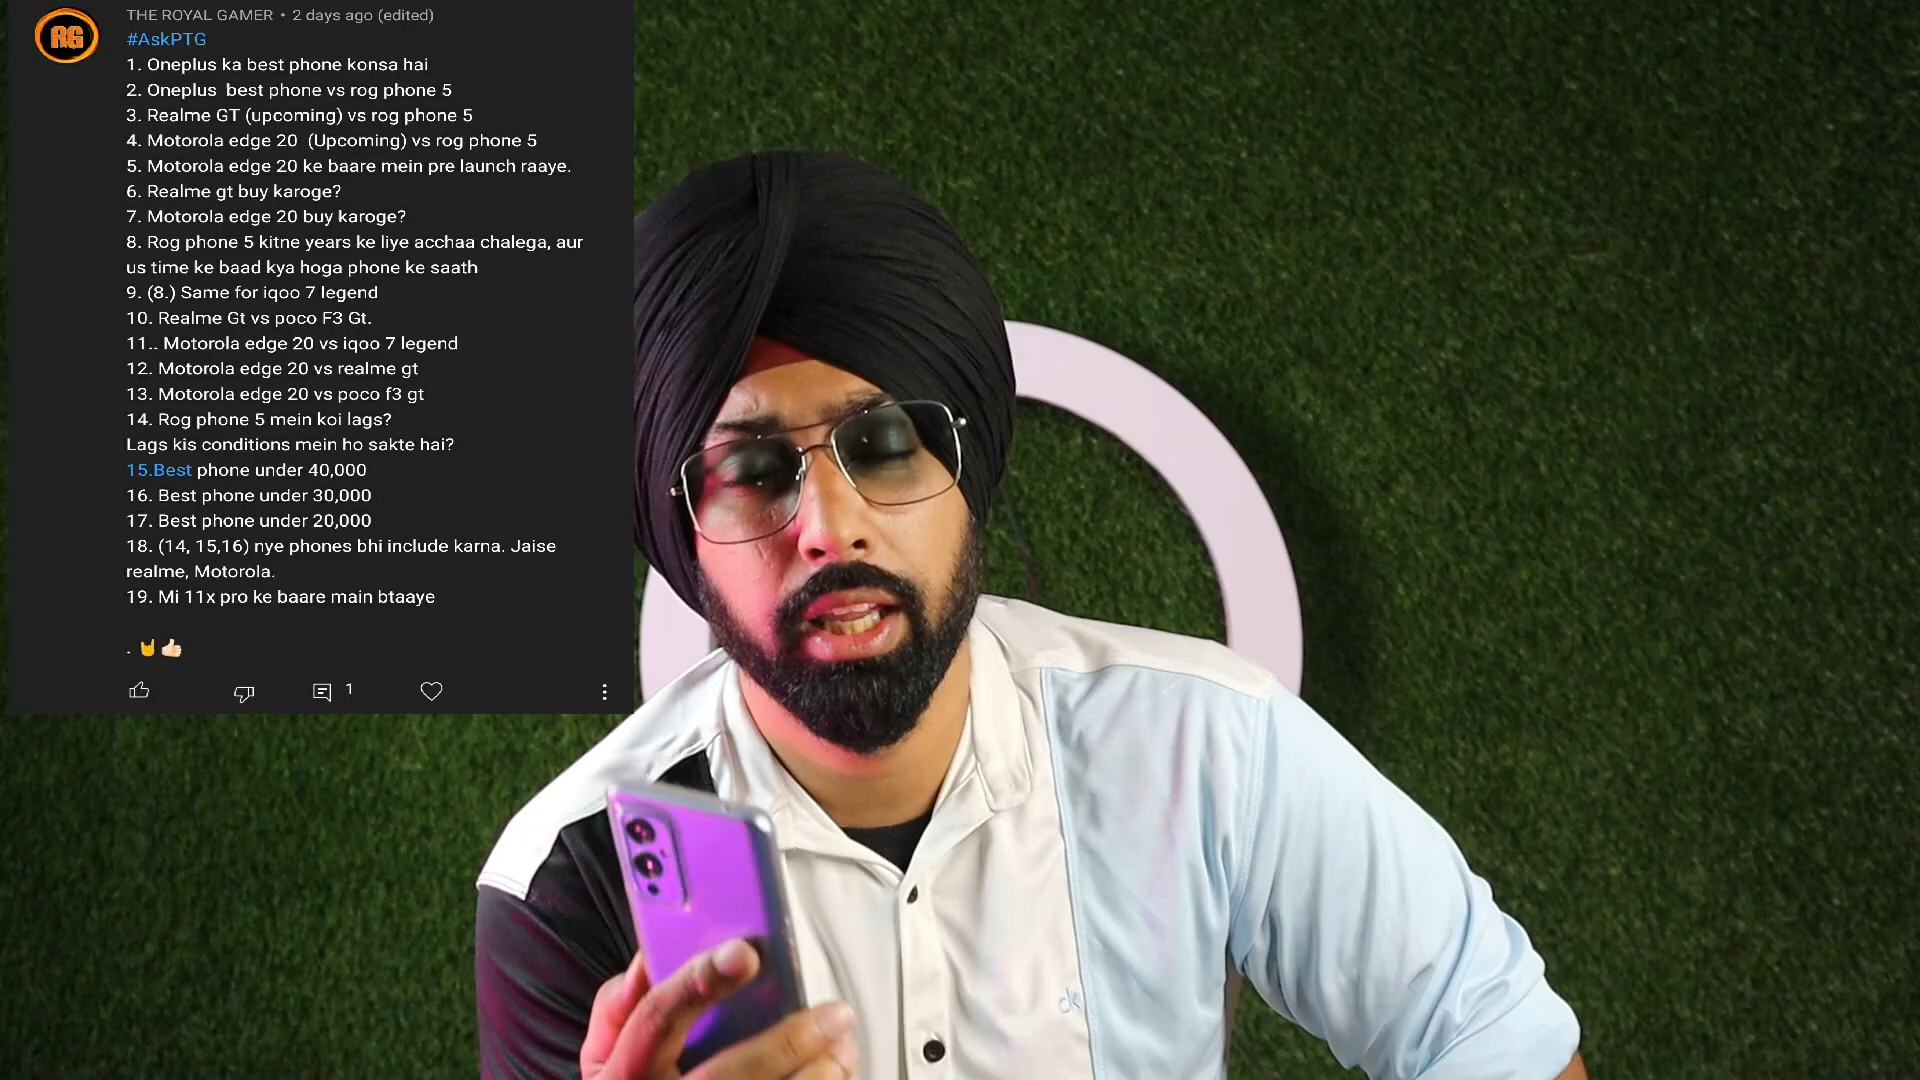 THE ROYAL GAMER • 2 days ago (edited)
RG
#AskPTG
1. Oneplus ka best phone konsa hai
2. Oneplus  best phone vs rog phone 5
3. Realme GT (upcoming) vs rog phone 5
4. Motorola edge 20  (Upcoming) vs rog phone 5
5. Motorola edge 20 ke baare mein pre launch raaye.
6. Realme gt buy karoge?
7. Motorola edge 20 buy karoge?
8. Rog phone 5 kitne years ke liye acchaa chalega, aur
us time ke baad kya hoga phone ke saath
9. (8.) Same for iqoo 7 legend
10. Realme Gt vs poco F3 Gt.
11.. Motorola edge 20 vs iqoo 7 legend
12. Motorola edge 20 vs realme gt
13. Motorola edge 20 vs poco f3 gt
14. Rog phone 5 mein koi lags?
Lags kis conditions mein ho sakte hai?
15.Best phone under 40,000
16. Best phone under 30,000
17. Best phone under 20,000
18. (14, 15,16) nye phones bhi include karna. Jaise
realme, Motorola.
19. Mi 11x pro ke baare main btaaye
. 🤘👍🏻
1
dk